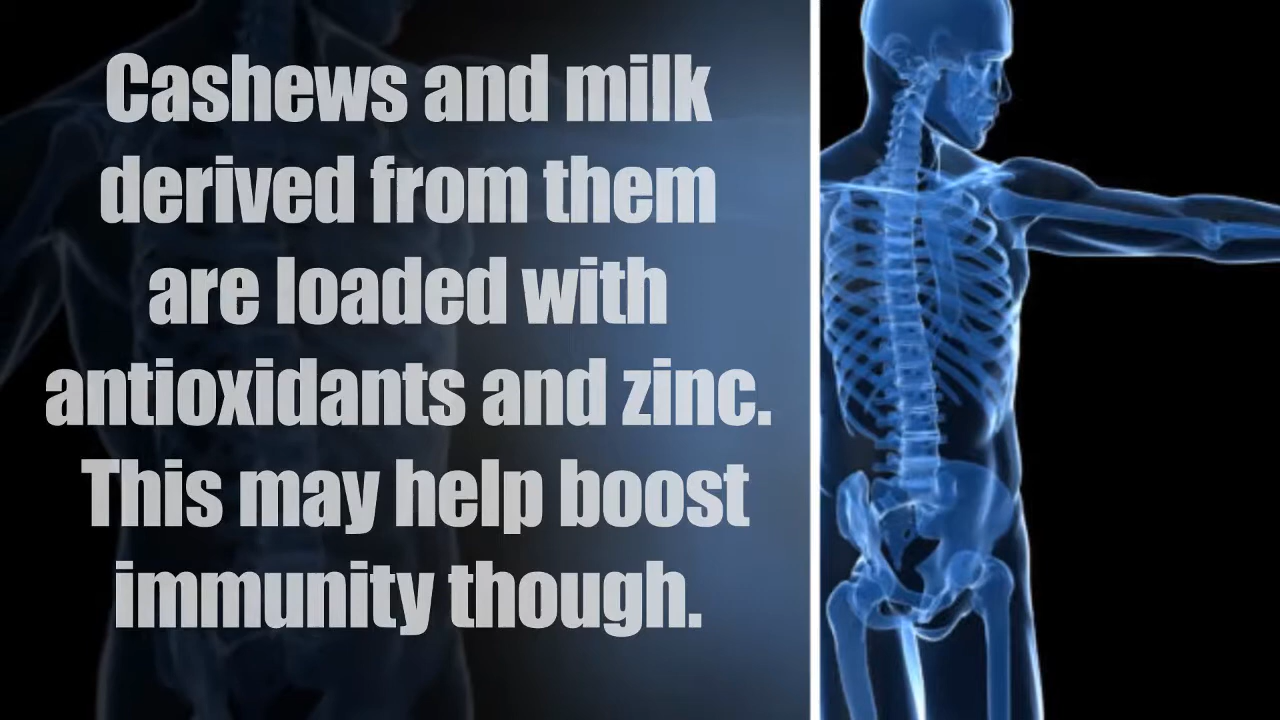 Cashews and milk
derived from them
are loaded with
antioxidants and zinc.
This may help boost
immunity though.